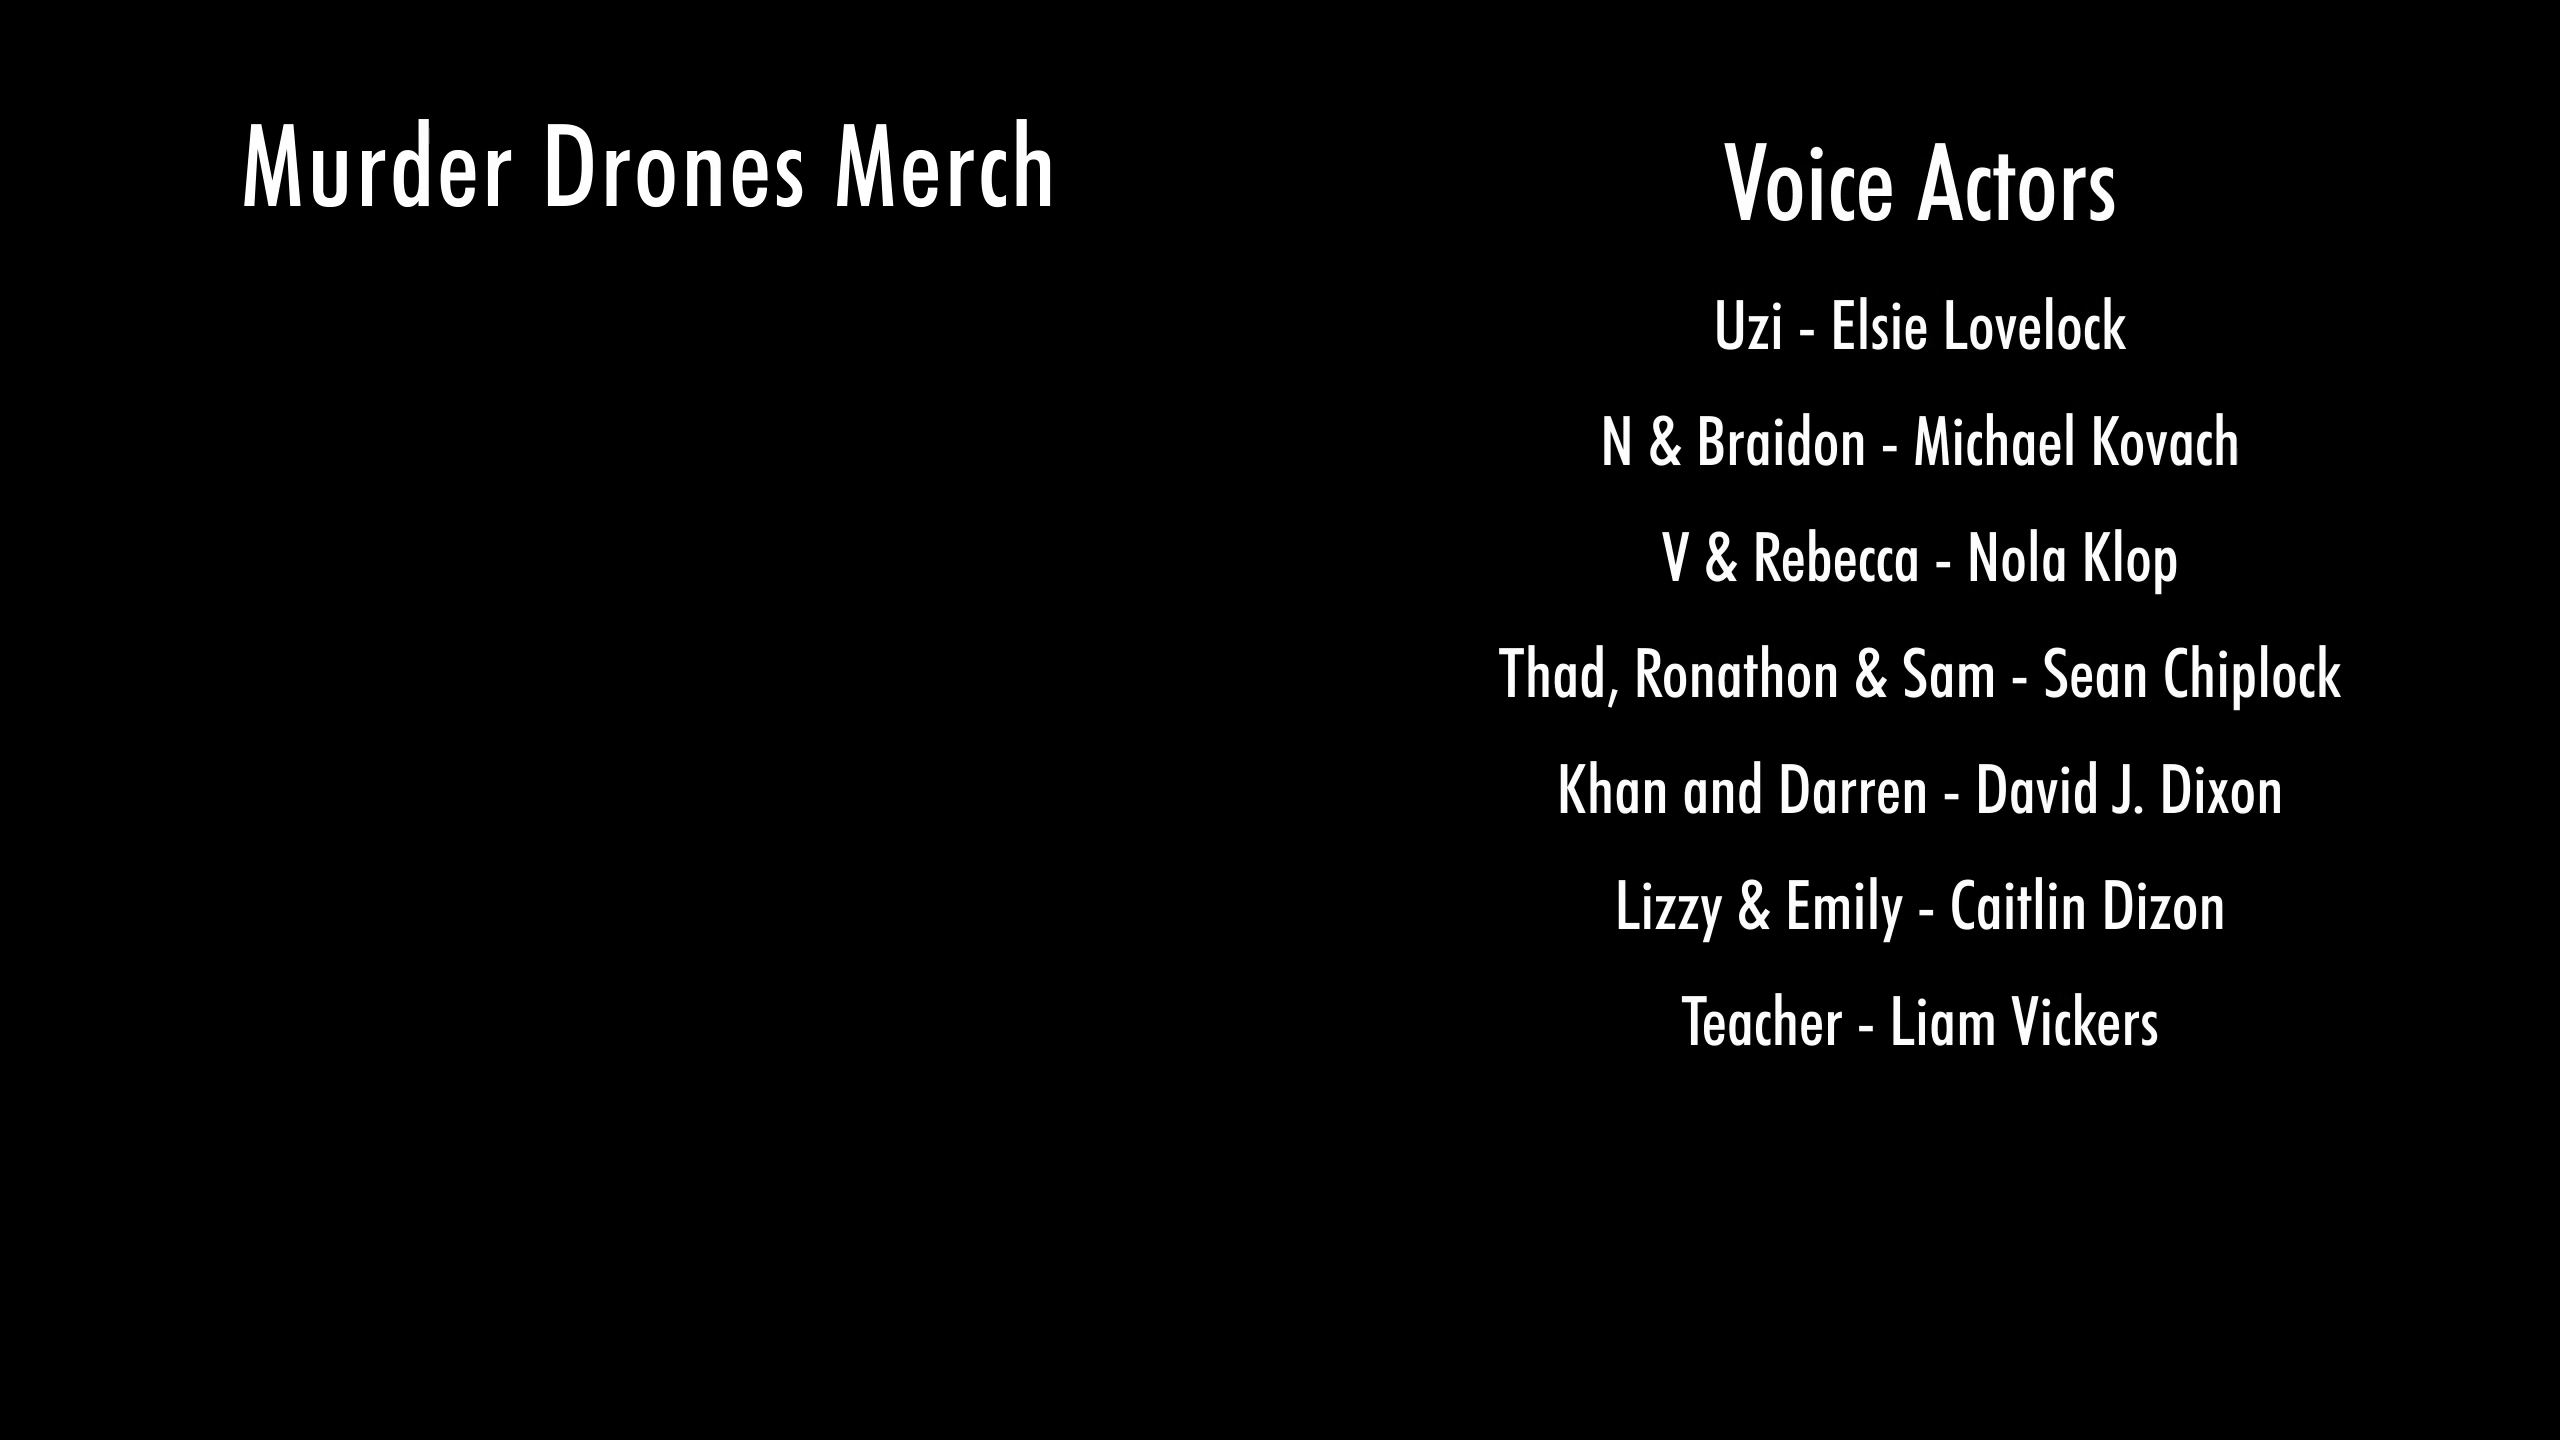 Murder Drones Merch
Voice Actors
Uzi - Elsie Lovelock
N & Braidon - Michael Kovach
V & Rebecca - Nola Klop
Thad, Ronathon & Sam - Sean Chiplock
Khan and Darren - David J. Dixon
Lizzy & Emily - Caitlin Dizon
Teacher - Liam Vickers